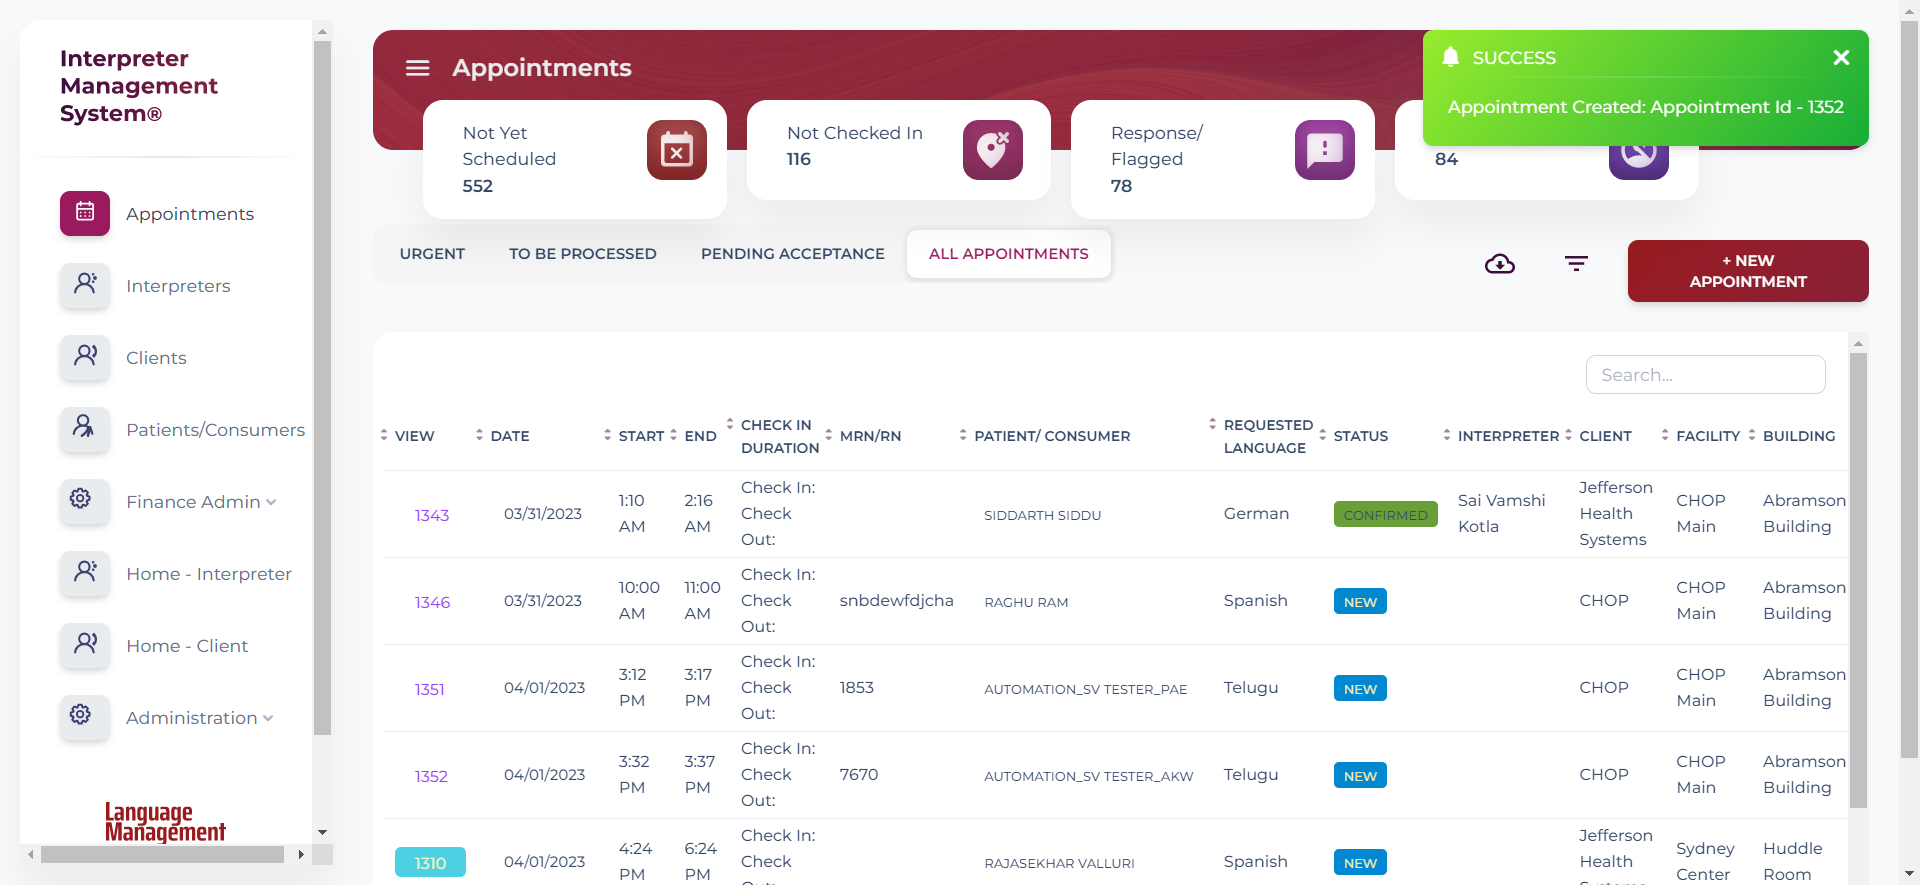 Interpreter
Management
System®
Appointments
Interpreters
Clients
Patients/Consumers
Finance Admin
Home - Interpreter
Home - Client
Administration
Language
Management
Appointments
Not Yet
Scheduled
552
Not Checked In
116
Response/
Flagged
78
84
SUCCESS
Appointment Created: Appointment Id - 1352
URGENT
TO BE PROCESSED
PENDING ACCEPTANCE
ALL APPOINTMENTS
+ NEW
APPOINTMENT
Search...
VIEW DATE START END CHECK IN DURATION MRN/RN PATIENT/ CONSUMER REQUESTED LANGUAGE STATUS INTERPRETER CLIENT FACILITY BUILDING
1343 03/31/2023 1:10 AM 2:16 AM Check In: Check Out: SIDDARTH SIDDU German CONFIRMED Sai Vamshi Kotla Jefferson Health Systems CHOP Main Abramson Building
1346 03/31/2023 10:00 AM 11:00 AM Check In: Check Out: snbdewfdjcha RAGHU RAM Spanish NEW CHOP CHOP Main Abramson Building
1351 04/01/2023 3:12 PM 3:17 PM Check In: Check Out: 1853 AUTOMATION_SV TESTER_PAE Telugu NEW CHOP CHOP Main Abramson Building
1352 04/01/2023 3:32 PM 3:37 PM Check In: Check Out: 7670 AUTOMATION_SV TESTER_AKW Telugu NEW CHOP CHOP Main Abramson Building
1310 04/01/2023 4:24 PM 6:24 PM Check In: Check RAJASEKHAR VALLURI Spanish NEW Jefferson Health Sydney Center Huddle Room